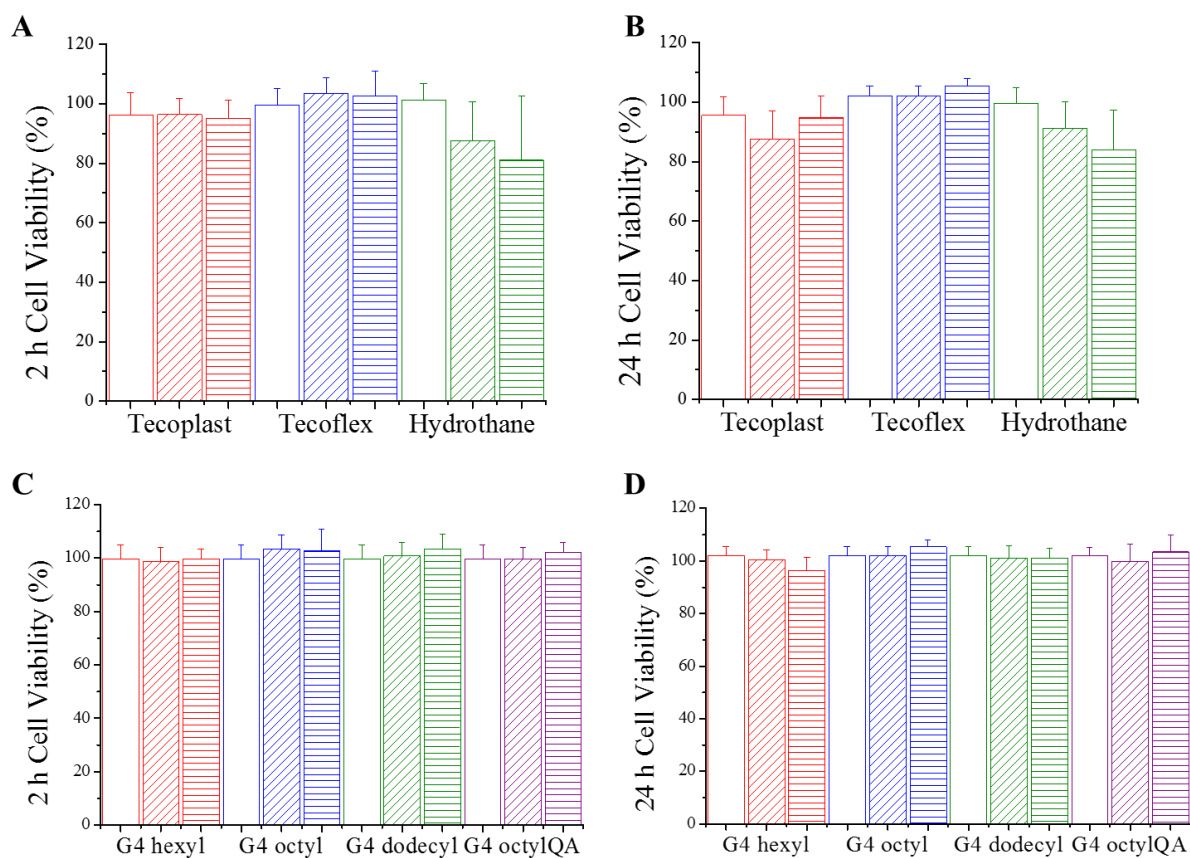 A
2 h Cell Viability (%)
120
100
80
60
40
20
0
Tecoplast Tecoflex Hydrothane
B
24 h Cell Viability (%)
120
100
80
60
40
20
0
Tecoplast Tecoflex Hydrothane
C
2 h Cell Viability (%)
120
100
80
60
40
20
0
G4 hexyl G4 octyl G4 dodecyl G4 octylQA
D
24 h Cell Viability (%)
120
100
80
60
40
20
0
G4 hexyl G4 octyl G4 dodecyl G4 octylQA